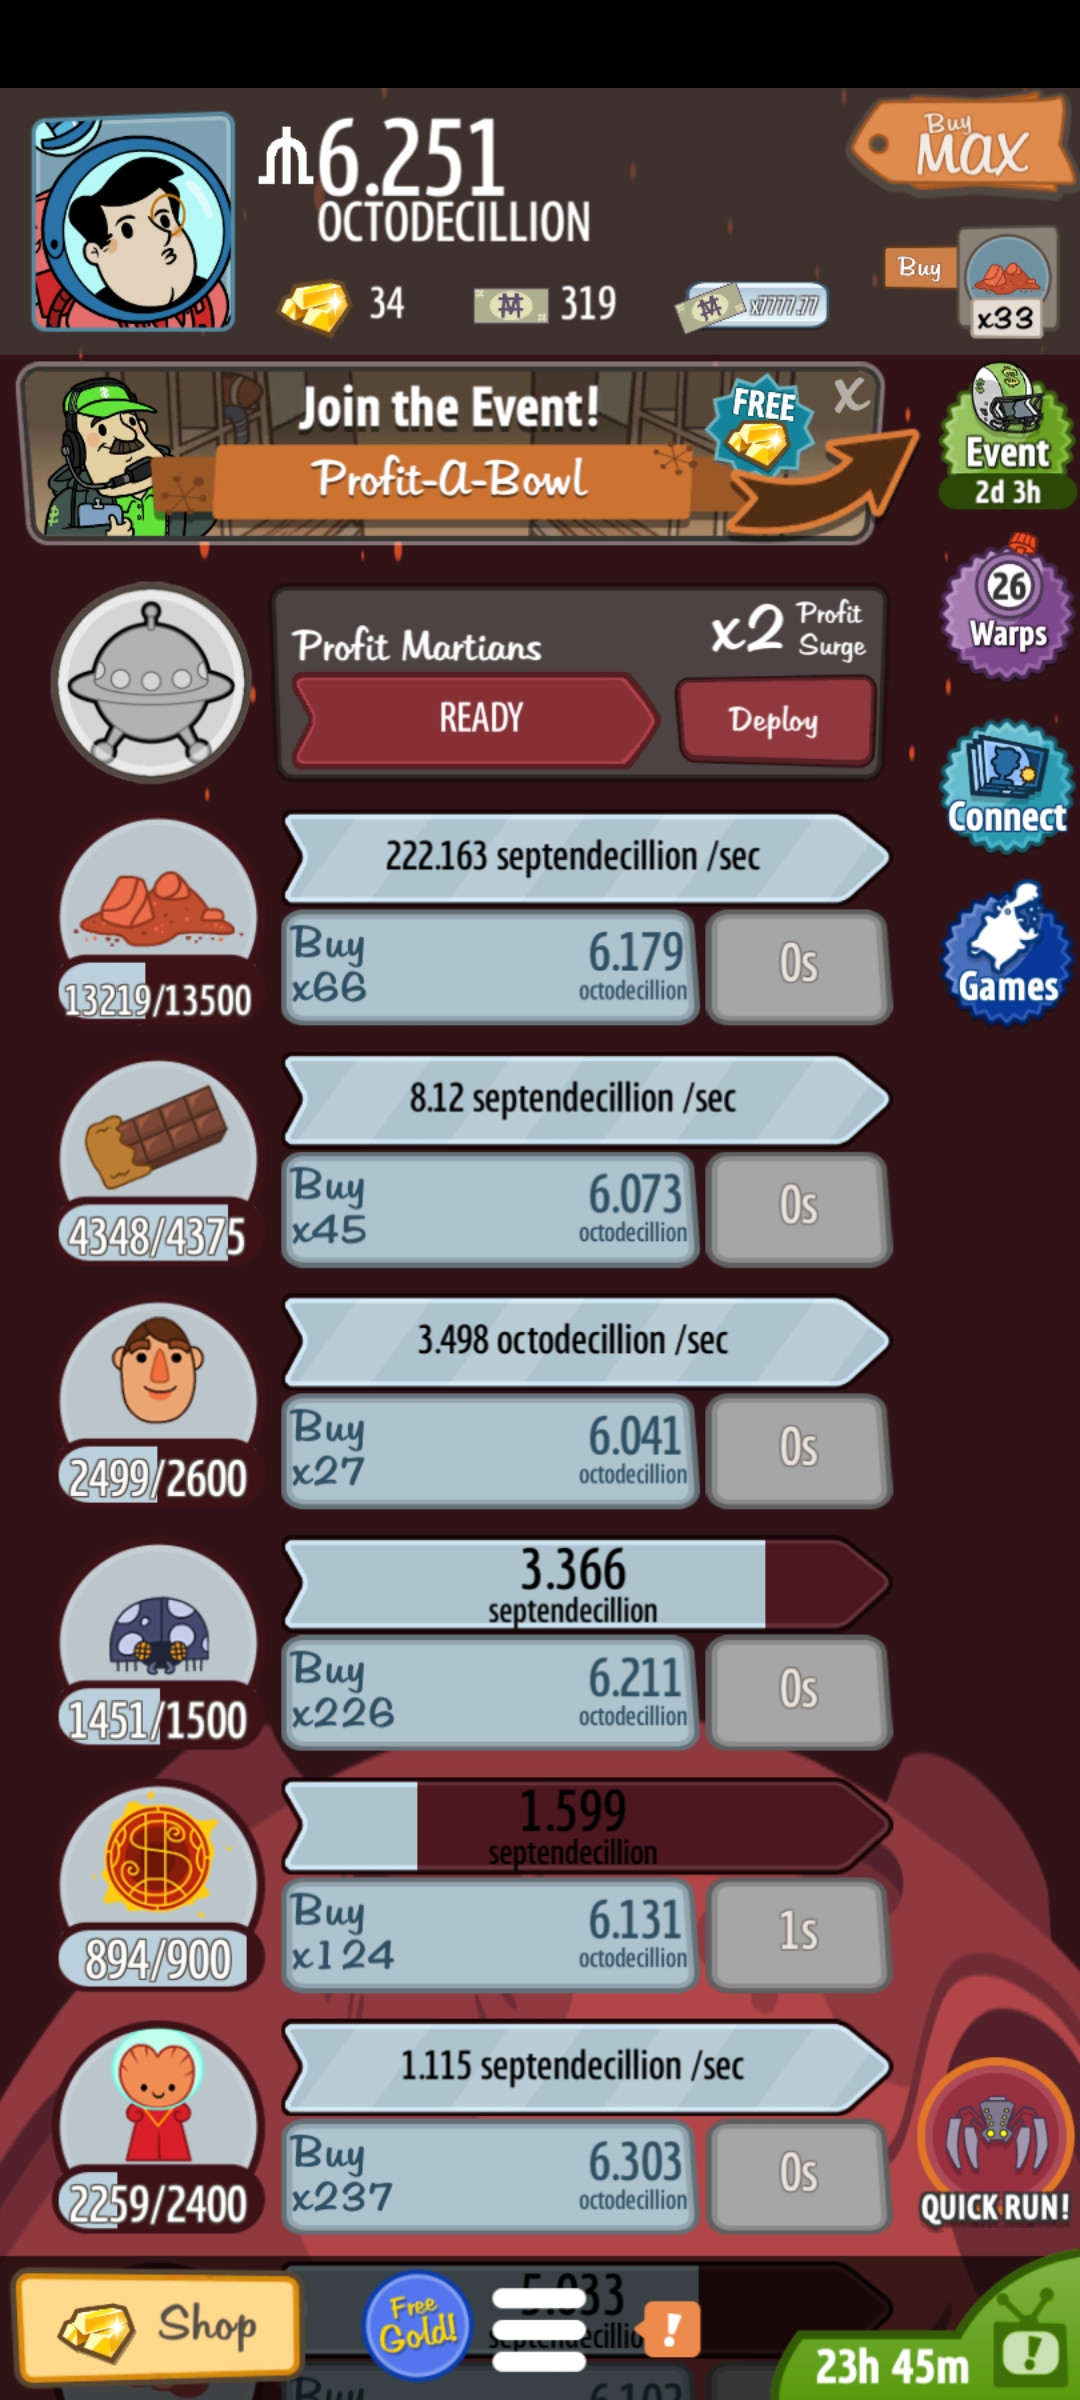 6.251
OCTODECILLION
Buy
MAX
34
319
x7777.77
Buy
x33
Join the Event!
Profit-A-Bowl
FREE
X
Event
2d 3h
26
Warps
Connect
Games
Profit Martians
x2 Profit Surge
READY
Deploy
222.163 septendecillion /sec
Buy
x66
6.179
octodecillion
0s
13219/13500
8.12 septendecillion /sec
Buy
x45
6.073
octodecillion
0s
4348/4375
3.498 octodecillion /sec
Buy
x27
6.041
octodecillion
0s
2499/2600
3.366
septendecillion
Buy
x226
6.211
octodecillion
0s
1451/1500
1.599
septendecillion
Buy
x124
6.131
octodecillion
1s
894/900
1.115 septendecillion /sec
Buy
x237
6.303
octodecillion
0s
2259/2400
QUICK RUN!
Shop
Free
Gold!
!
23h 45m
!
Buy